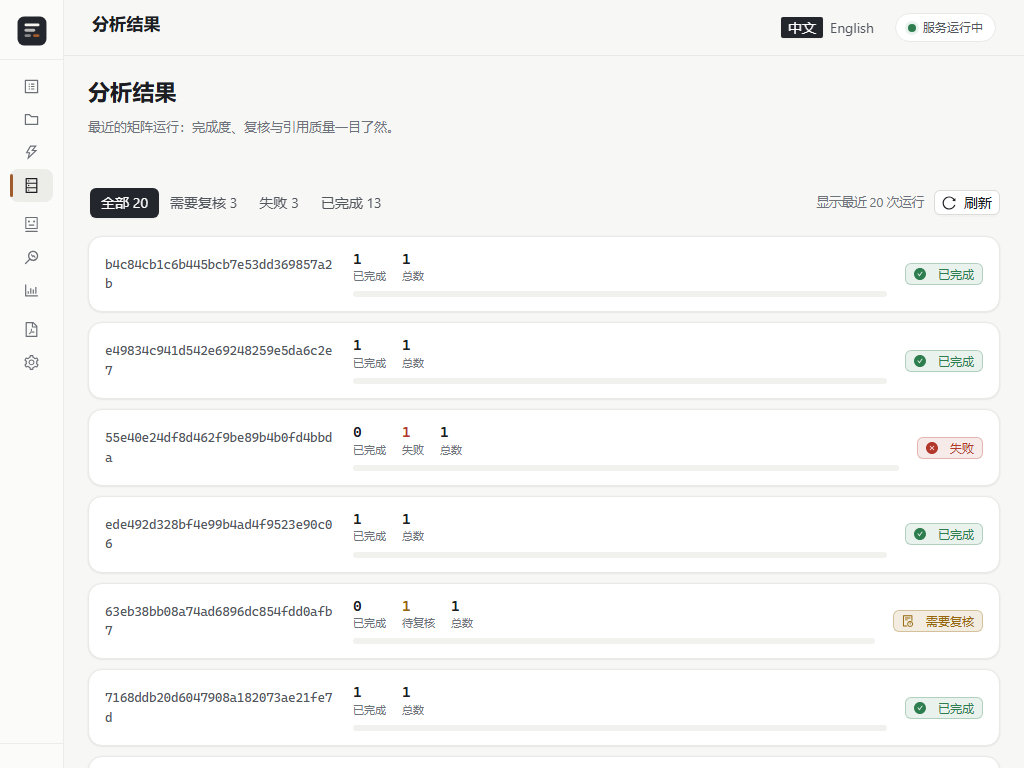 分析结果
中文 English 服务运行中
分析结果
最近的矩阵运行：完成度、复核与引用质量一目了然。
全部 20 需要复核 3 失败 3 已完成 13 显示最近 20 次运行 刷新
b4c84cb1c6b445bcb7e53dd369857a2
b
1 1
已完成 总数
已完成
e49834c941d542e69248259e5da6c2e
7
1 1
已完成 总数
已完成
55e40e24df8d462f9be89b4b0fd4bbd
a
0 1 1
已完成 失败 总数
失败
ede492d328bf4e99b4ad4f9523e90c0
6
1 1
已完成 总数
已完成
63eb38bb08a74ad6896dc854fdd0afb
7
0 1 1
已完成 待复核 总数
需要复核
7168ddb20d6047908a182073ae21fe7
d
1 1
已完成 总数
已完成